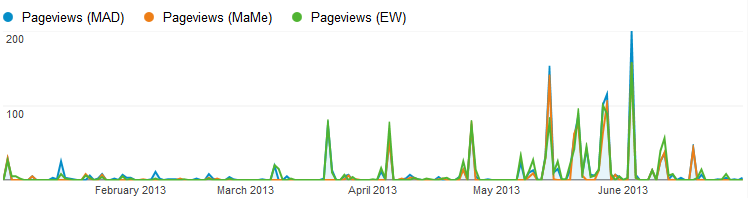 Pageviews (MAD) Pageviews (MaMe) Pageviews (EW)
200
100
February 2013 March 2013 April 2013 May 2013 June 2013